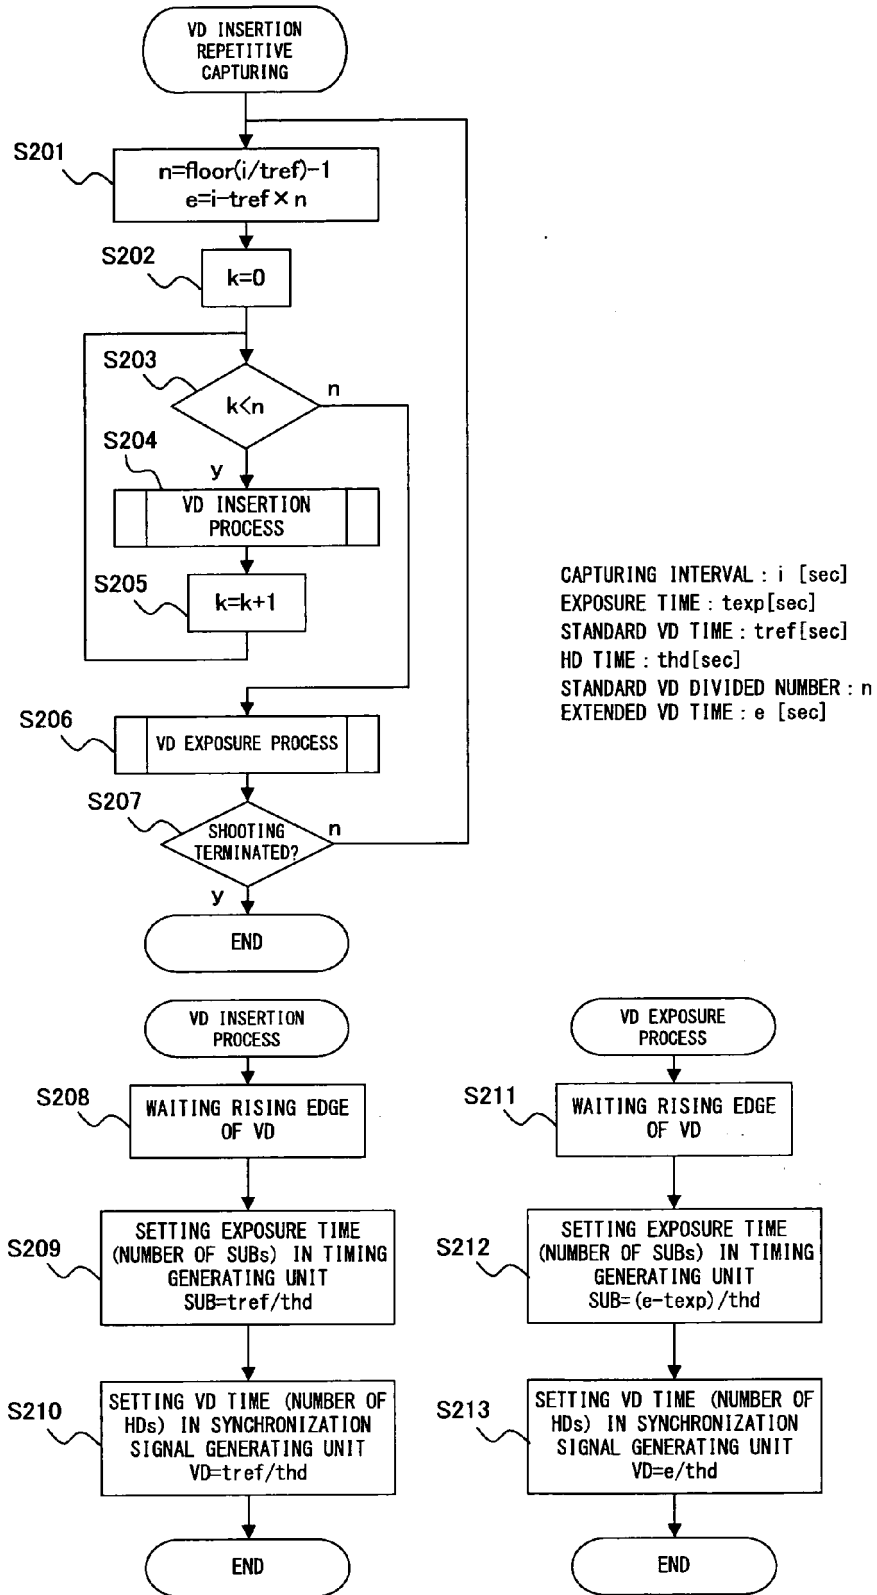 VD INSERTION
REPETITIVE
CAPTURING
S201
n=floor(i/tref)-1
e=i-tref×n
S202
k=0
S203
k<n
n
S204
y
VD INSERTION
PROCESS
S205
k=k+1
CAPTURING INTERVAL : i [sec]
EXPOSURE TIME : texp[sec]
STANDARD VD TIME : tref[sec]
HD TIME : thd[sec]
STANDARD VD DIVIDED NUMBER : n
EXTENDED VD TIME : e [sec]
S206
VD EXPOSURE PROCESS
S207
SHOOTING
TERMINATED?
n
y
END
VD INSERTION
PROCESS
S208
WAITING RISING EDGE
OF VD
S209
SETTING EXPOSURE TIME
(NUMBER OF SUBs) IN TIMING
GENERATING UNIT
SUB=tref/thd
S210
SETTING VD TIME (NUMBER OF
HDs) IN SYNCHRONIZATION
SIGNAL GENERATING UNIT
VD=tref/thd
END
VD EXPOSURE
PROCESS
S211
WAITING RISING EDGE
OF VD
S212
SETTING EXPOSURE TIME
(NUMBER OF SUBs) IN TIMING
GENERATING UNIT
SUB=(e-texp)/thd
S213
SETTING VD TIME (NUMBER OF
HDs) IN SYNCHRONIZATION
SIGNAL GENERATING UNIT
VD=e/thd
END